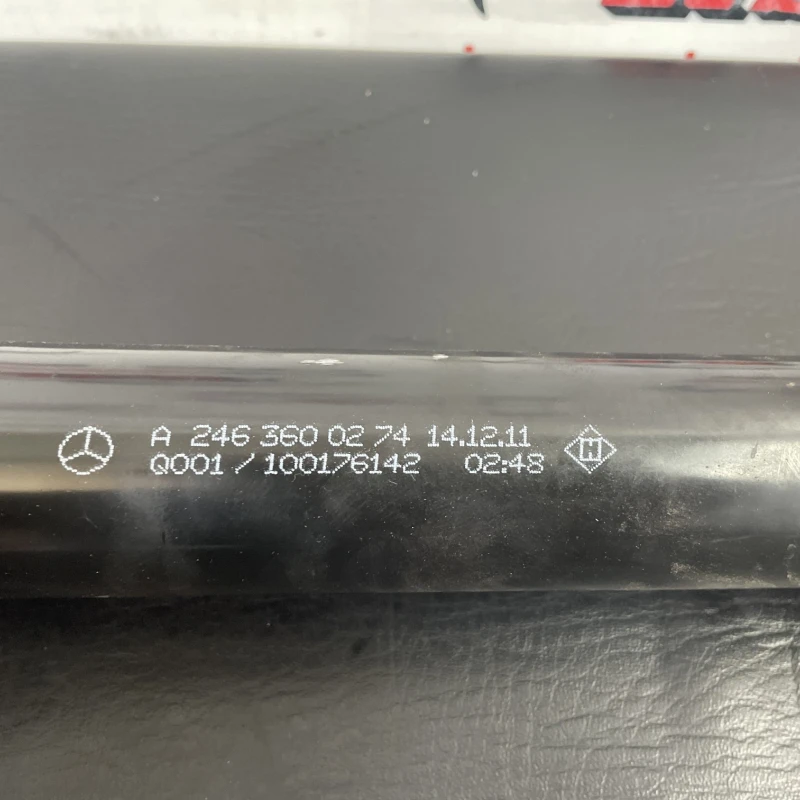 A 246 360 02 74 14.12.11
Q001 / 100176142 02:48 H